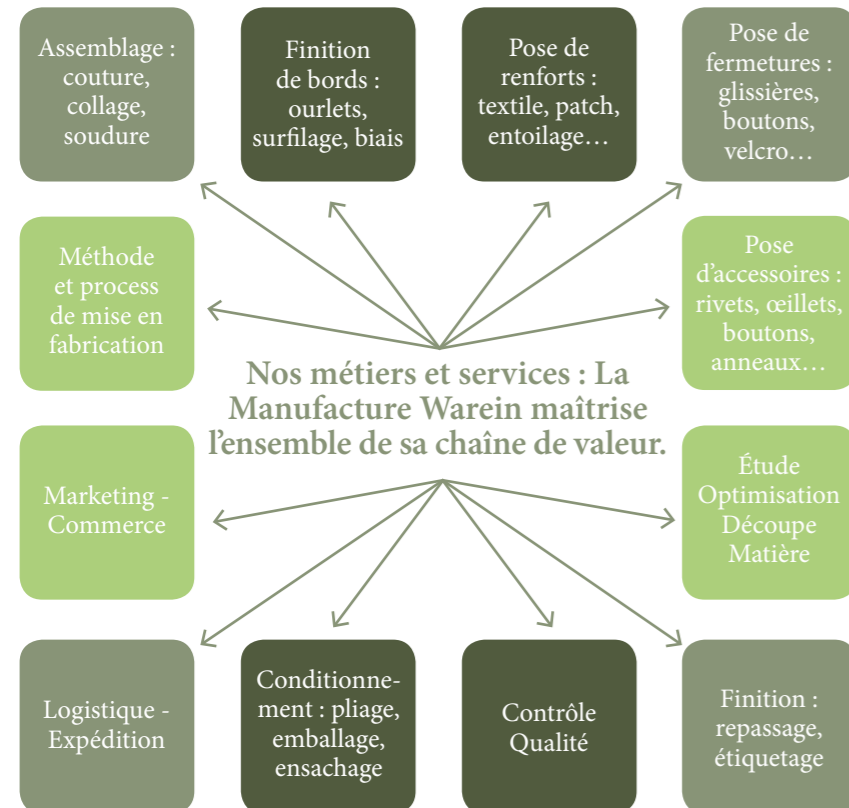 Assemblage :
couture,
collage,
soudure
Finition
de bords :
ourlets,
surfilage, biais
Pose de
renforts :
textile, patch,
entoilage…
Pose de
fermetures :
glissières,
boutons,
velcro…
Méthode
et process
de mise en
fabrication
Pose
d’accessoires :
rivets, œillets,
boutons,
anneaux…
Nos métiers et services : La
Manufacture Warein maîtrise
l’ensemble de sa chaîne de valeur.
Marketing -
Commerce
Étude
Optimisation
Découpe
Matière
Logistique -
Expédition
Conditionne-
ment : pliage,
emballage,
ensachage
Contrôle
Qualité
Finition :
repassage,
étiquetage